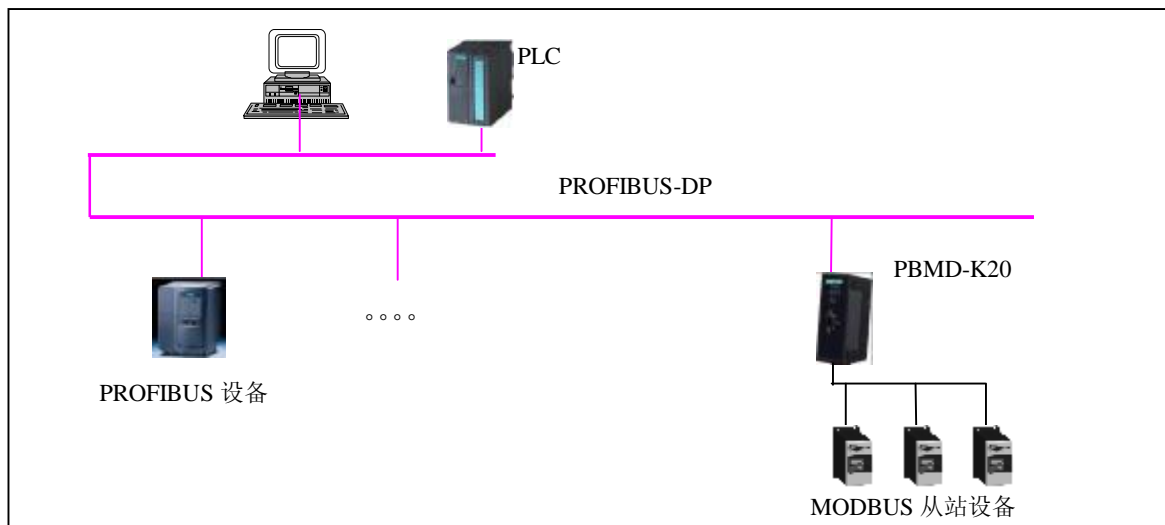 PLC
PROFIBUS-DP
PBMD-K20
。。。。
PROFIBUS 设备
MODBUS 从站设备